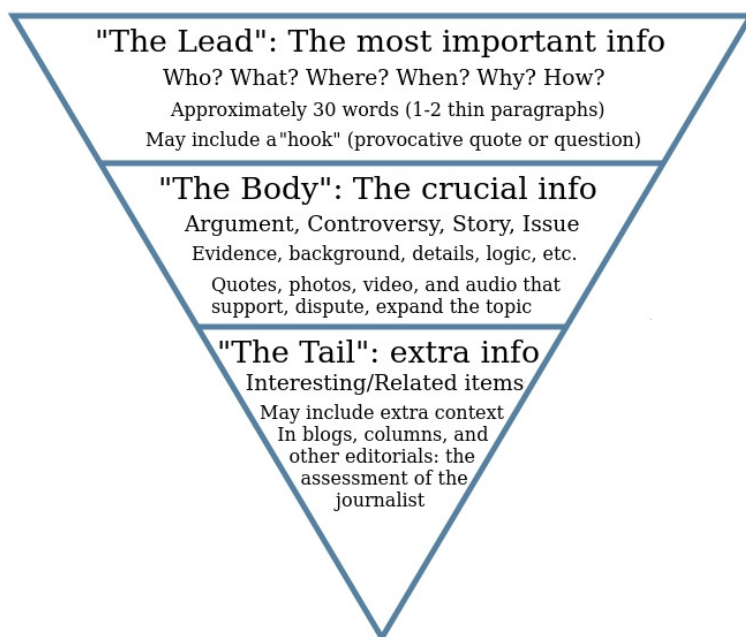 "The Lead": The most important info
Who? What? Where? When? Why? How?
Approximately 30 words (1-2 thin paragraphs)
May include a "hook" (provocative quote or question)
"The Body": The crucial info
Argument, Controversy, Story, Issue
Evidence, background, details, logic, etc.
Quotes, photos, video, and audio that
support, dispute, expand the topic
"The Tail": extra info
Interesting/Related items
May include extra context
In blogs, columns, and
other editorials: the
assessment of the
journalist